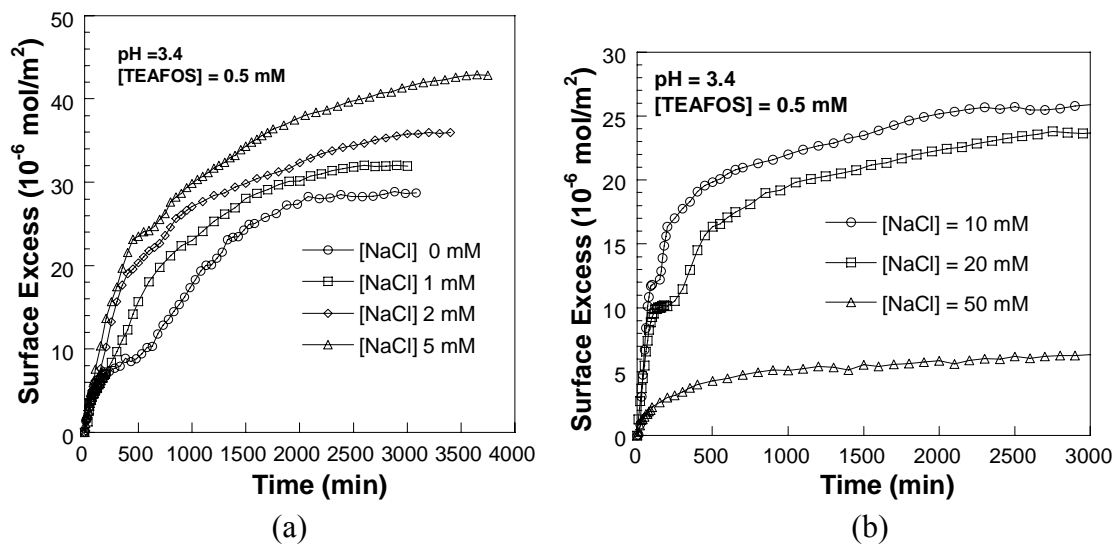 50
40
30
20
10
0
Surface Excess (10⁻⁶ mol/m²)
pH =3.4
[TEAFOS] = 0.5 mM
[NaCl] 0 mM
[NaCl] 1 mM
[NaCl] 2 mM
[NaCl] 5 mM
0 500 1000 1500 2000 2500 3000 3500 4000
Time (min)
(a)
30
25
20
15
10
5
0
Surface Excess (10⁻⁶ mol/m²)
pH = 3.4
[TEAFOS] = 0.5 mM
[NaCl] = 10 mM
[NaCl] = 20 mM
[NaCl] = 50 mM
0 500 1000 1500 2000 2500 3000
Time (min)
(b)